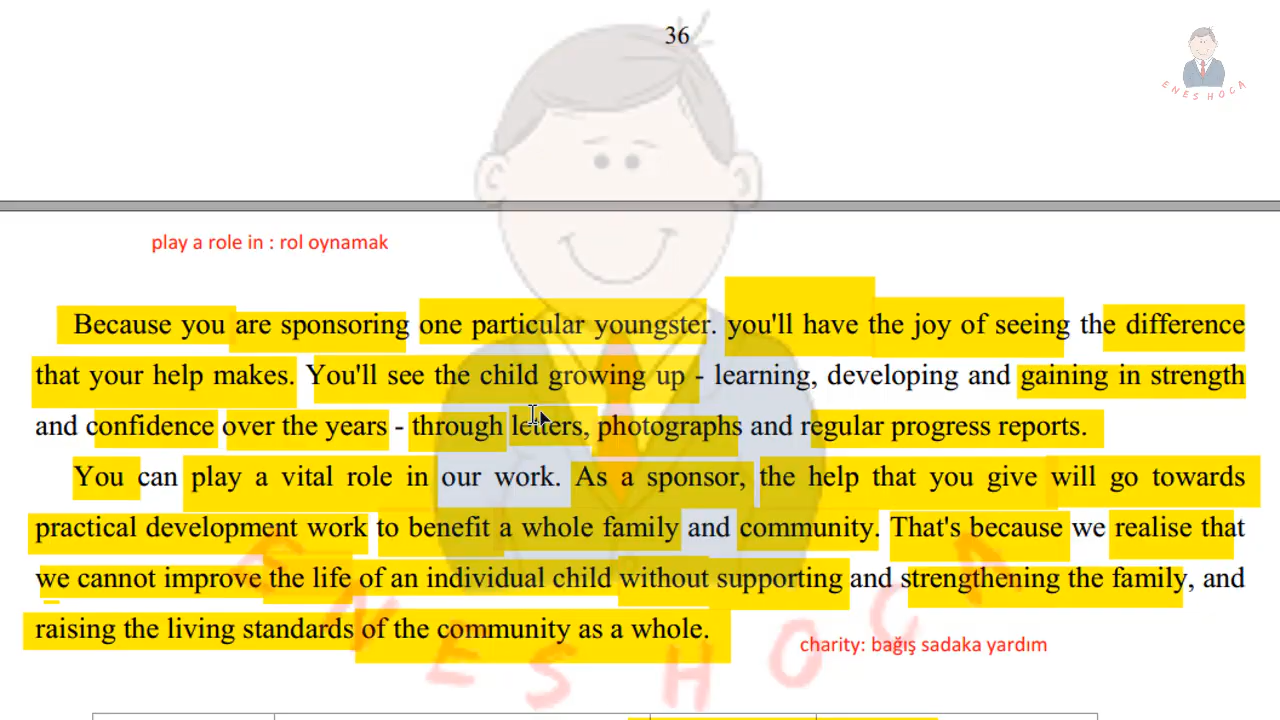 36
ENES HOCA
play a role in : rol oynamak
Because you are sponsoring one particular youngster. you'll have the joy of seeing the difference
that your help makes. You'll see the child growing up - learning, developing and gaining in strength
and confidence over the years - through letters, photographs and regular progress reports.
You can play a vital role in our work. As a sponsor, the help that you give will go towards
practical development work to benefit a whole family and community. That's because we realise that
we cannot improve the life of an individual child without supporting and strengthening the family, and
raising the living standards of the community as a whole.
ENES HOCA
charity: bağış sadaka yardım